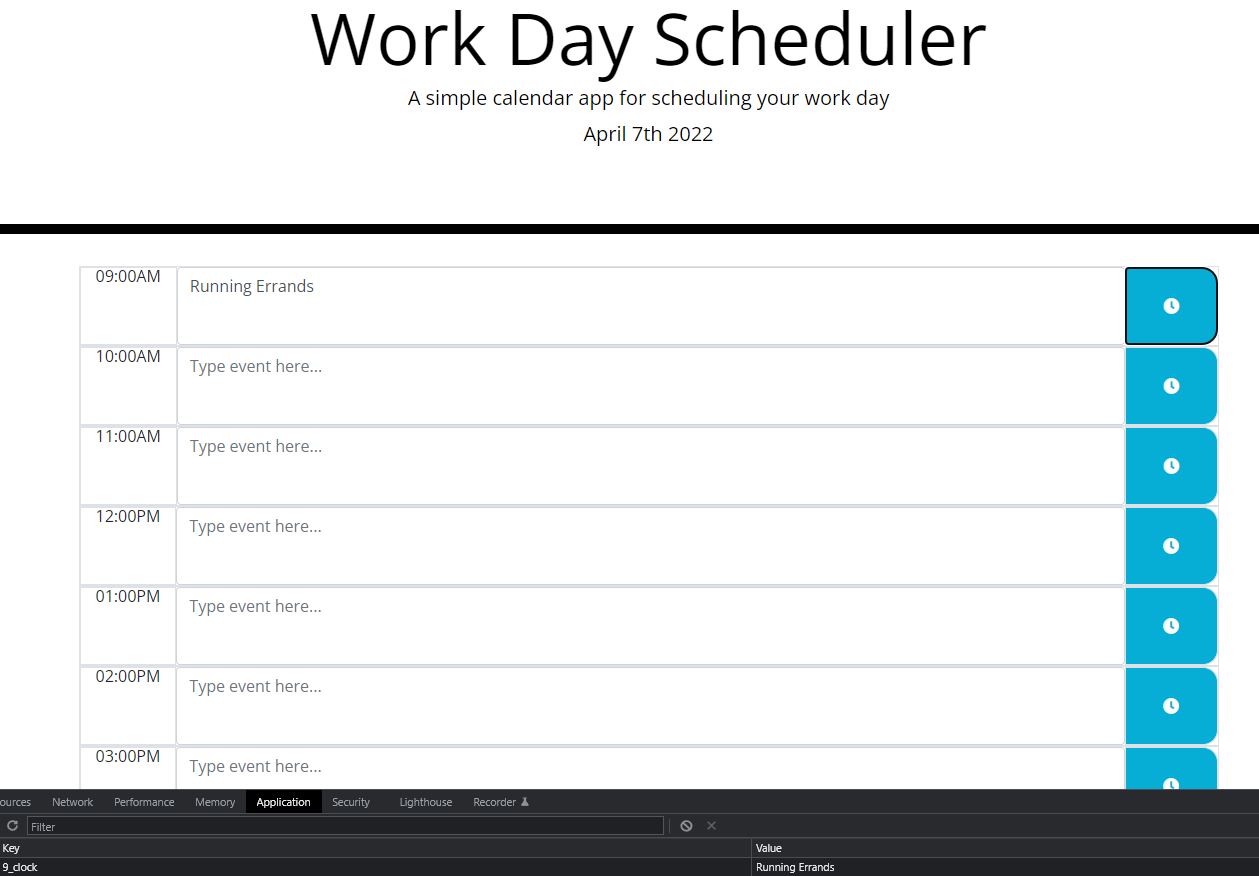 Work Day Scheduler
A simple calendar app for scheduling your work day
April 7th 2022
09:00AM Running Errands
10:00AM Type event here...
11:00AM Type event here...
12:00PM Type event here...
01:00PM Type event here...
02:00PM Type event here...
03:00PM Type event here...
ources Network Performance Memory Application Security Lighthouse Recorder
Filter
Key Value
9_clock Running Errands